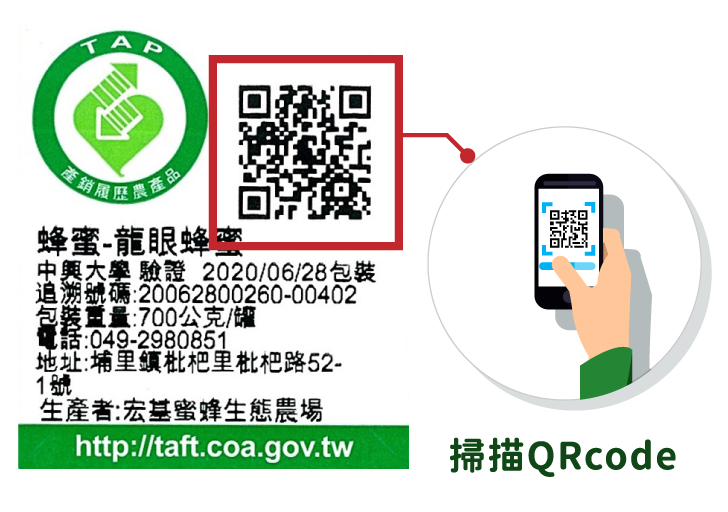 TAP
產銷履歷農產品
蜂蜜-龍眼蜂蜜
中興大學 驗證 2020/06/28包裝
追溯號碼:20062800260-00402
包裝重量:700公克/罐
電話:049-2980851
地址:埔里鎮枇杷里枇杷路52-
1號
生產者:宏基蜜蜂生態農場
http://taft.coa.gov.tw
掃描QRcode